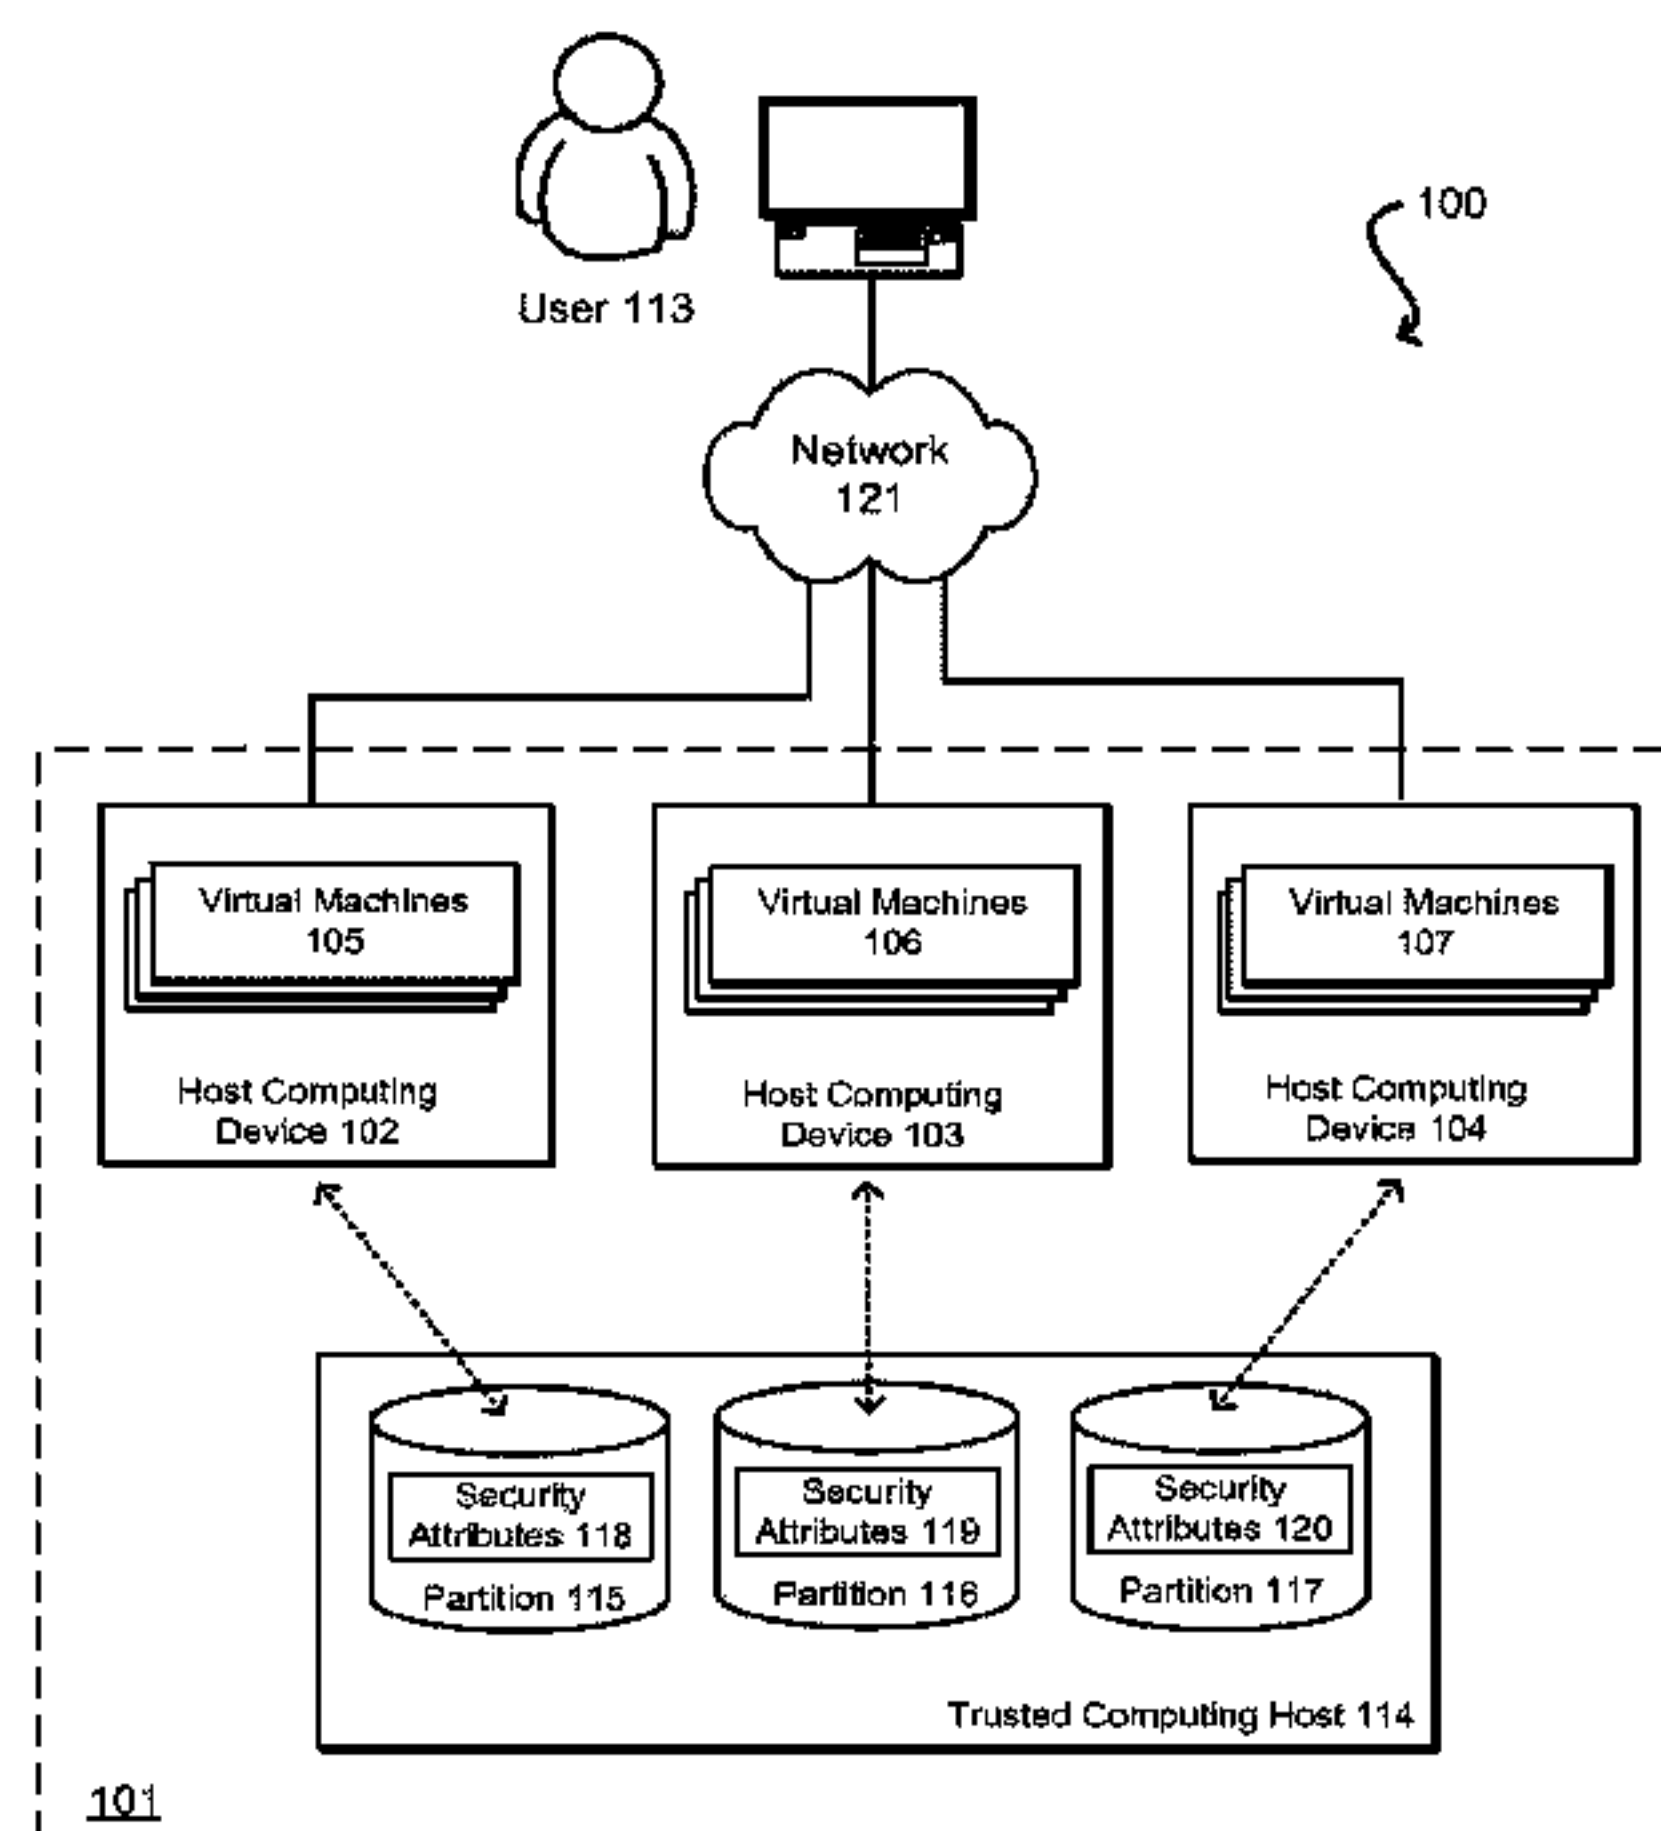 100
User 113
Network
121
Virtual Machines
105
Host Computing
Device 102
Virtual Machines
106
Host Computing
Device 103
Virtual Machines
107
Host Computing
Device 104
Security
Attributes 118
Partition 115
Security
Attributes 119
Partition 116
Security
Attributes 120
Partition 117
Trusted Computing Host 114
101